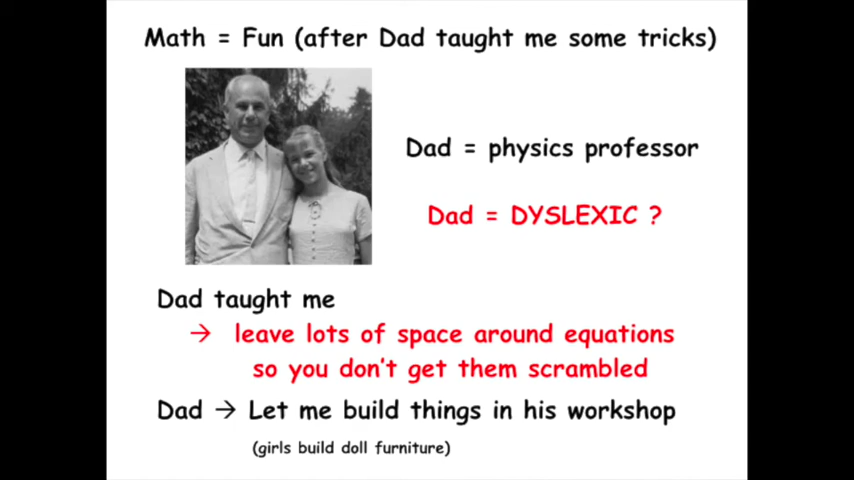 Math = Fun (after Dad taught me some tricks)
Dad = physics professor
Dad = DYSLEXIC ?
Dad taught me
→ leave lots of space around equations
so you don't get them scrambled
Dad → Let me build things in his workshop
(girls build doll furniture)